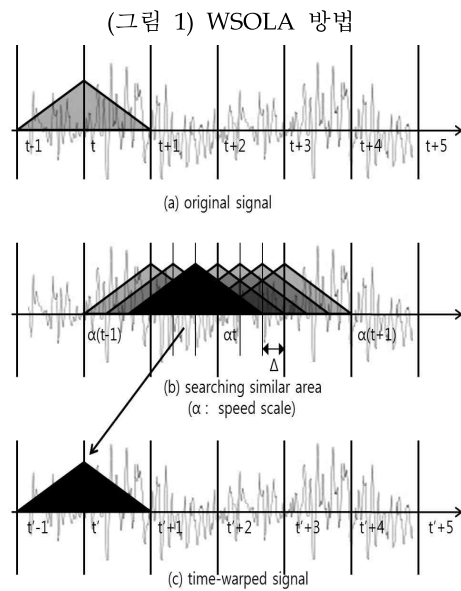 (그림 1) WSOLA 방법
t-1 t t+1 t+2 t+3 t+4 t+5
(a) original signal
α(t-1) αt α(t+1)
Δ
(b) searching similar area
(α : speed scale)
t'-1 t' t'+1 t'+2 t'+3 t'+4 t'+5
(c) time-warped signal